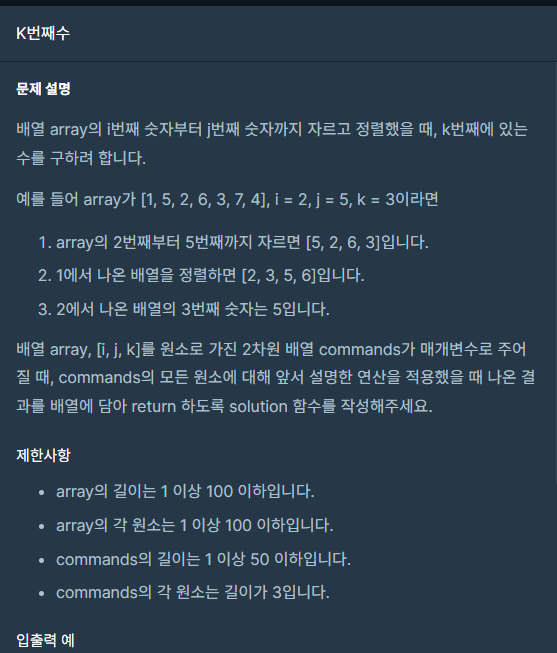 K번째수
문제 설명
배열 array의 i번째 숫자부터 j번째 숫자까지 자르고 정렬했을 때, k번째에 있는
수를 구하려 합니다.
예를 들어 array가 [1, 5, 2, 6, 3, 7, 4], i = 2, j = 5, k = 3이라면
1. array의 2번째부터 5번째까지 자르면 [5, 2, 6, 3]입니다.
2. 1에서 나온 배열을 정렬하면 [2, 3, 5, 6]입니다.
3. 2에서 나온 배열의 3번째 숫자는 5입니다.
배열 array, [i, j, k]를 원소로 가진 2차원 배열 commands가 매개변수로 주어
질 때, commands의 모든 원소에 대해 앞서 설명한 연산을 적용했을 때 나온 결
과를 배열에 담아 return 하도록 solution 함수를 작성해주세요.
제한사항
• array의 길이는 1 이상 100 이하입니다.
• array의 각 원소는 1 이상 100 이하입니다.
• commands의 길이는 1 이상 50 이하입니다.
• commands의 각 원소는 길이가 3입니다.
입출력 예